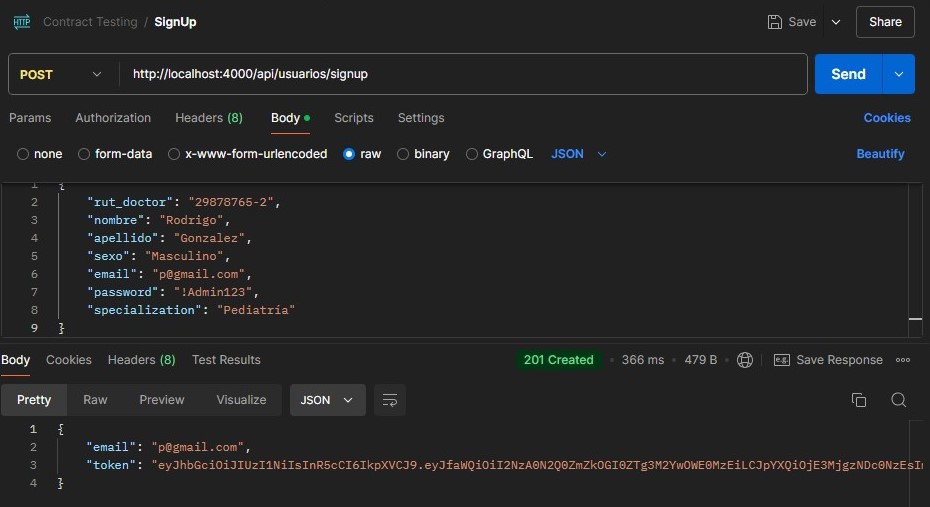 HTTP Contract Testing / SignUp Save Share
POST http://localhost:4000/api/usuarios/signup Send
Params Authorization Headers (8) Body Scripts Settings Cookies
none form-data x-www-form-urlencoded raw binary GraphQL JSON Beautify
1 {
2 "rut_doctor": "29878765-2",
3 "nombre": "Rodrigo",
4 "apellido": "Gonzalez",
5 "sexo": "Masculino",
6 "email": "p@gmail.com",
7 "password": "!Admin123",
8 "specialization": "Pediatría"
9 }
Body Cookies Headers (8) Test Results 201 Created 366 ms 479 B e.g. Save Response
Pretty Raw Preview Visualize JSON
1 {
2 "email": "p@gmail.com",
3 "token":
4 }